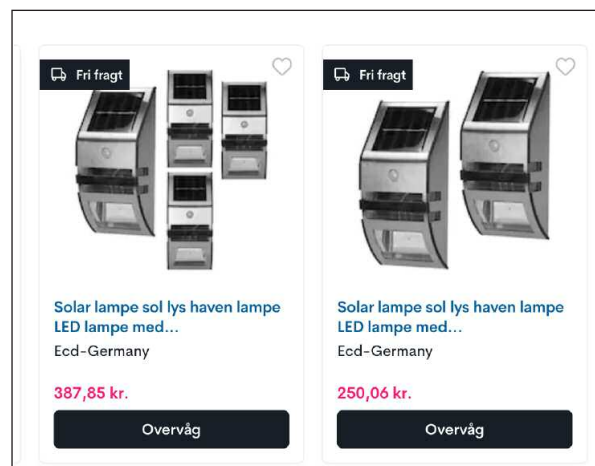 Fri fragt
Solar lampe sol lys haven lampe
LED lampe med...
Ecd-Germany
387,85 kr.
Overvåg
Fri fragt
Solar lampe sol lys haven lampe
LED lampe med...
Ecd-Germany
250,06 kr.
Overvåg